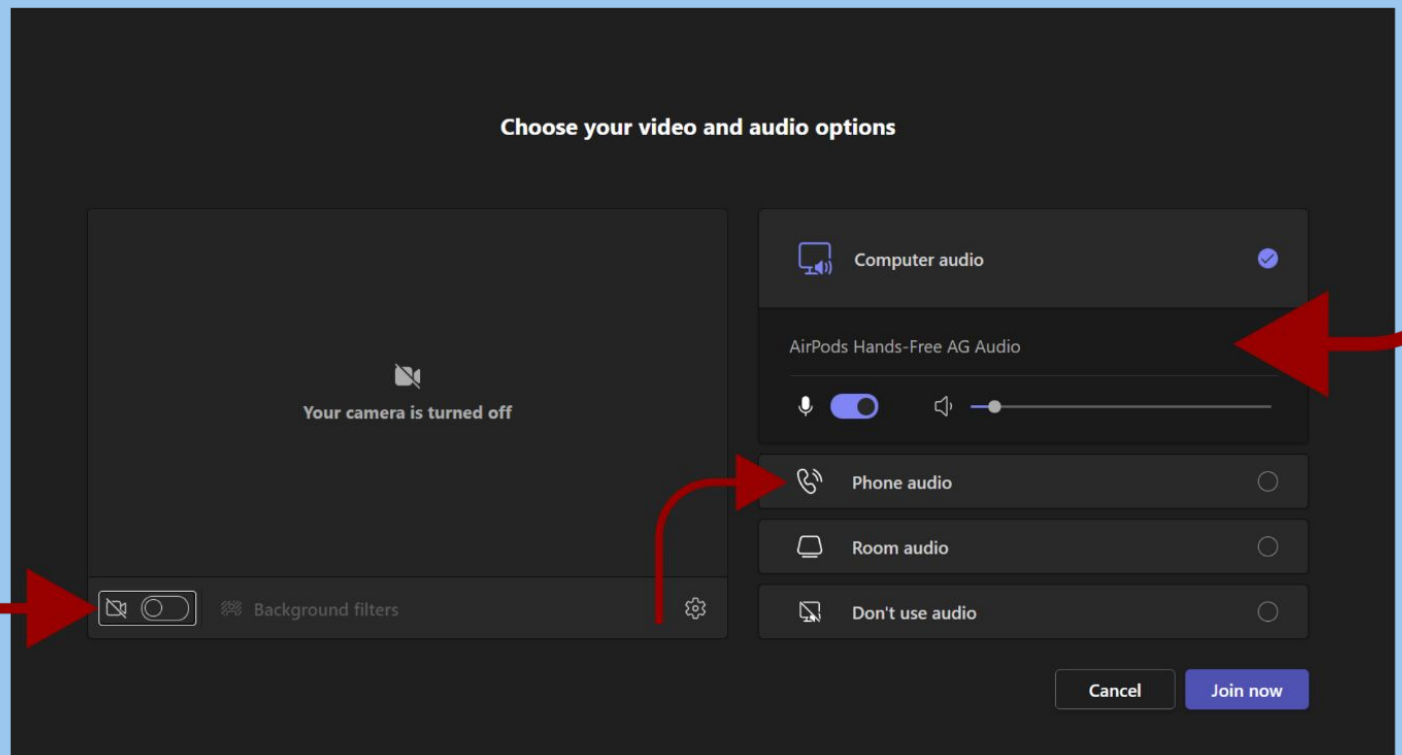 Choose your video and audio options
Your camera is turned off
Background filters
Computer audio
AirPods Hands-Free AG Audio
Phone audio
Room audio
Don't use audio
Cancel
Join now